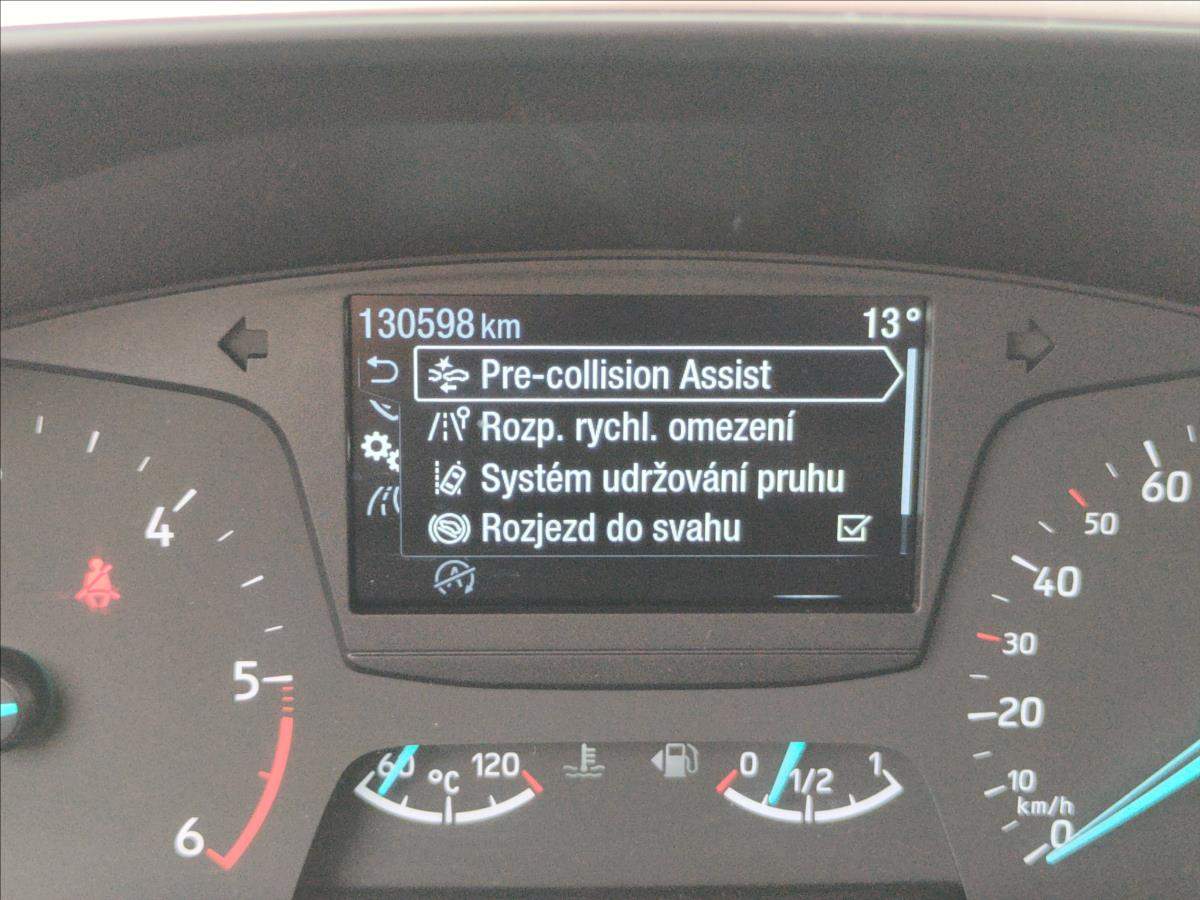 130598 km 13°
Pre-collision Assist
Rozp. rychl. omezení
Systém udržování pruhu
Rozjezd do svahu
4
5
6
60 °C 120
0 1/2 1
60
50
40
30
20
10
km/h
0